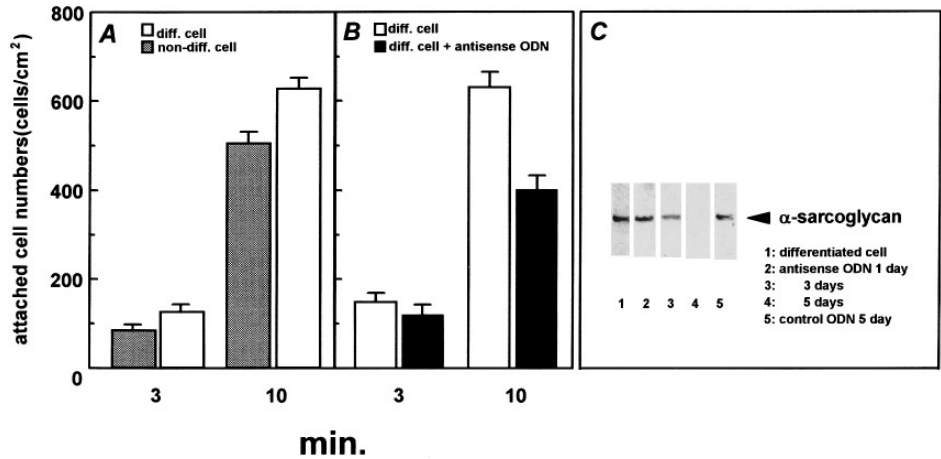 attached cell numbers(cells/cm²)
800
600
400
200
0
A
diff. cell
non-diff. cell
3 10
B
diff. cell
diff. cell + antisense ODN
3 10
min.
C
α-sarcoglycan
1 2 3 4 5
1: differentiated cell
2: antisense ODN 1 day
3: 3 days
4: 5 days
5: control ODN 5 day